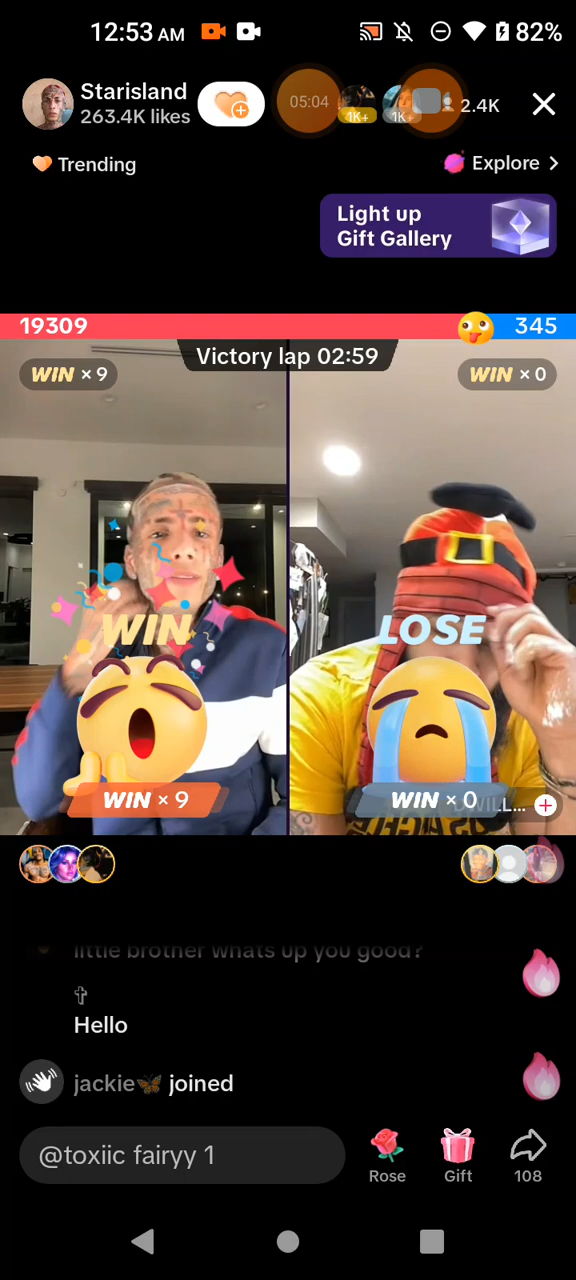 12:53 AM
82%
Starisland
263.4K likes
05:04
1K+
1K+
2.4K
Trending
Explore
Light up
Gift Gallery
19309
345
Victory lap 02:59
WIN × 9
WIN × 0
WIN
LOSE
WIN × 9
WIN × 0
little brother whats up you good?
✞
Hello
jackie🦋 joined
@toxiic fairyy 1
Rose
Gift
108